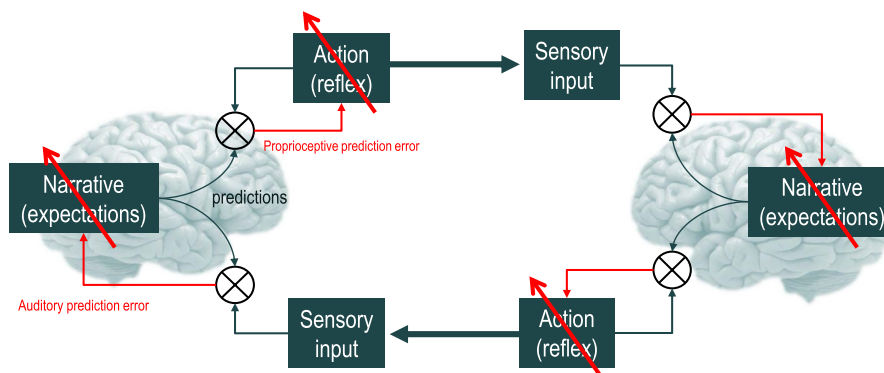 Action
(reflex)
Sensory
input
Proprioceptive prediction error
Narrative
(expectations)
predictions
Narrative
(expectations)
Auditory prediction error
Sensory
input
Action
(reflex)